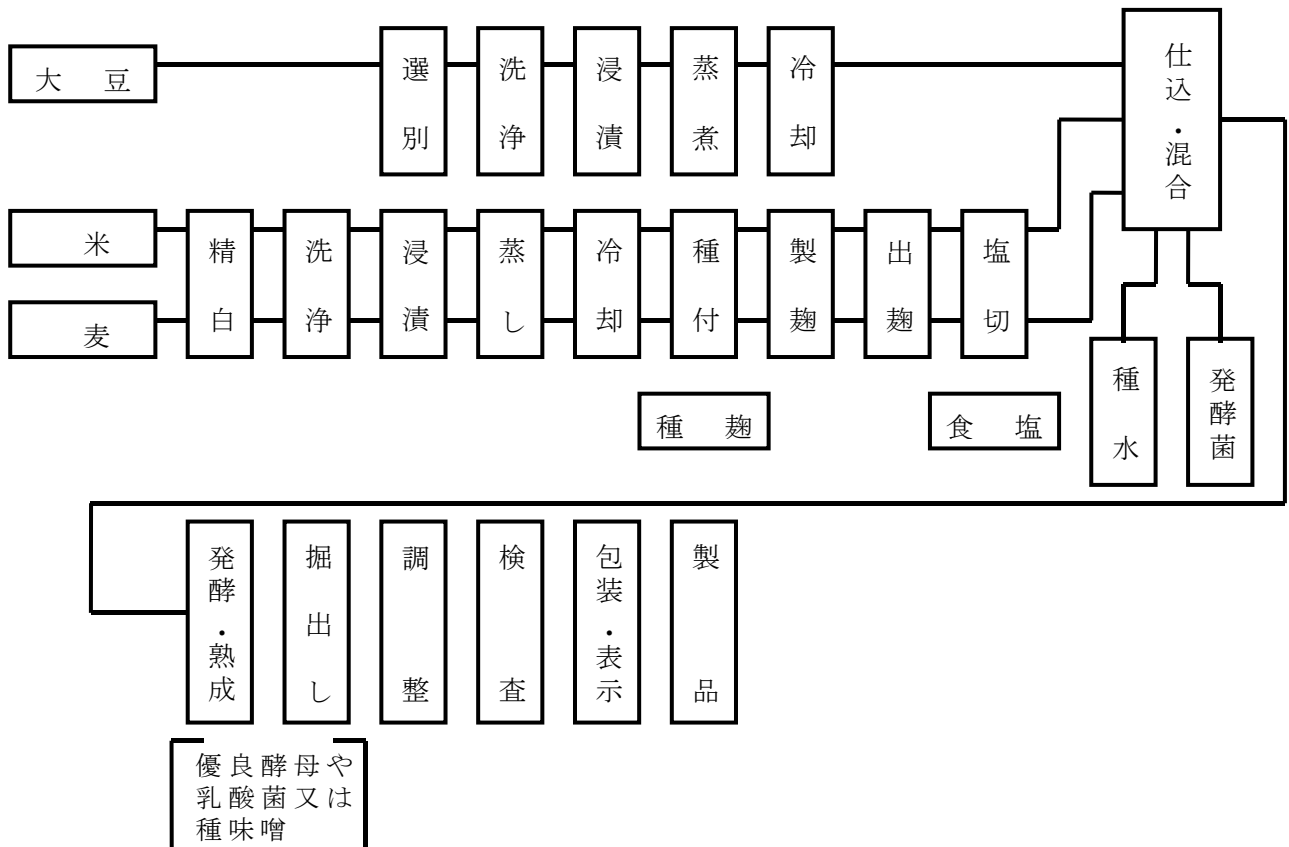 大豆
選別
洗浄
浸漬
蒸煮
冷却
仕込・混合
米
麦
精白
洗浄
浸漬
蒸し
冷却
種付
製麹
出麹
塩切
種麹
食塩
種水
発酵菌
発酵・熟成
掘出し
調整
検査
包装・表示
製品
優良酵母や
乳酸菌又は
種味噌